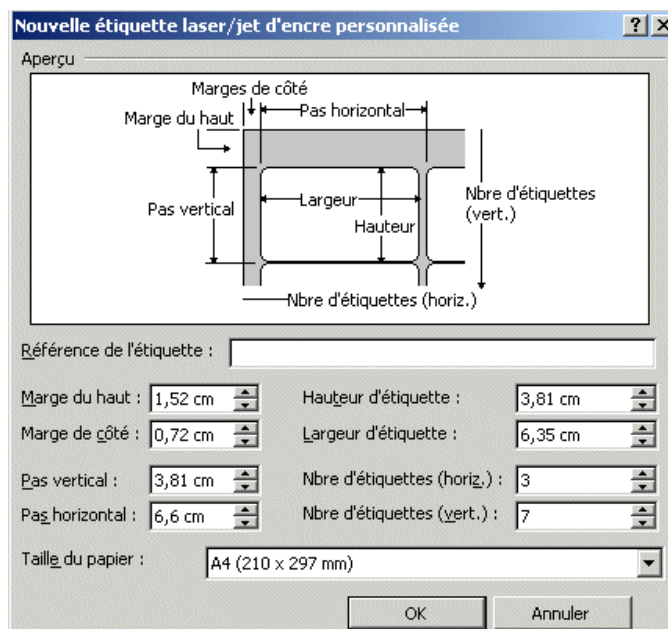 Nouvelle étiquette laser/jet d'encre personnalisée
Aperçu
Marges de côté
Pas horizontal
Marge du haut
Pas vertical
Largeur
Hauteur
Nbre d'étiquettes
(vert.)
Nbre d'étiquettes (horiz.)
Référence de l'étiquette :
Marge du haut : 1,52 cm Hauteur d'étiquette : 3,81 cm
Marge de côté : 0,72 cm Largeur d'étiquette : 6,35 cm
Pas vertical : 3,81 cm Nbre d'étiquettes (horiz.) : 3
Pas horizontal : 6,6 cm Nbre d'étiquettes (vert.) : 7
Taille du papier : A4 (210 x 297 mm)
OK Annuler